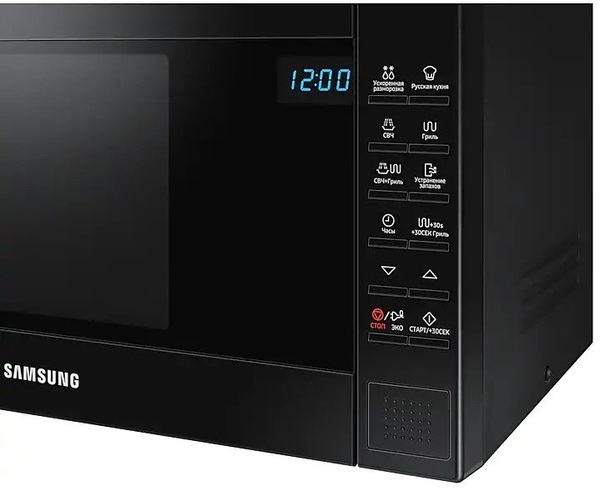 12:00
Ускоренная
разморозка
Русская кухня
СВЧ
Гриль
СВЧ+Гриль
Устранение
запахов
Часы
+30s
+30СЕК Гриль
СТОП / ЭКО
СТАРТ/+30СЕК
SAMSUNG